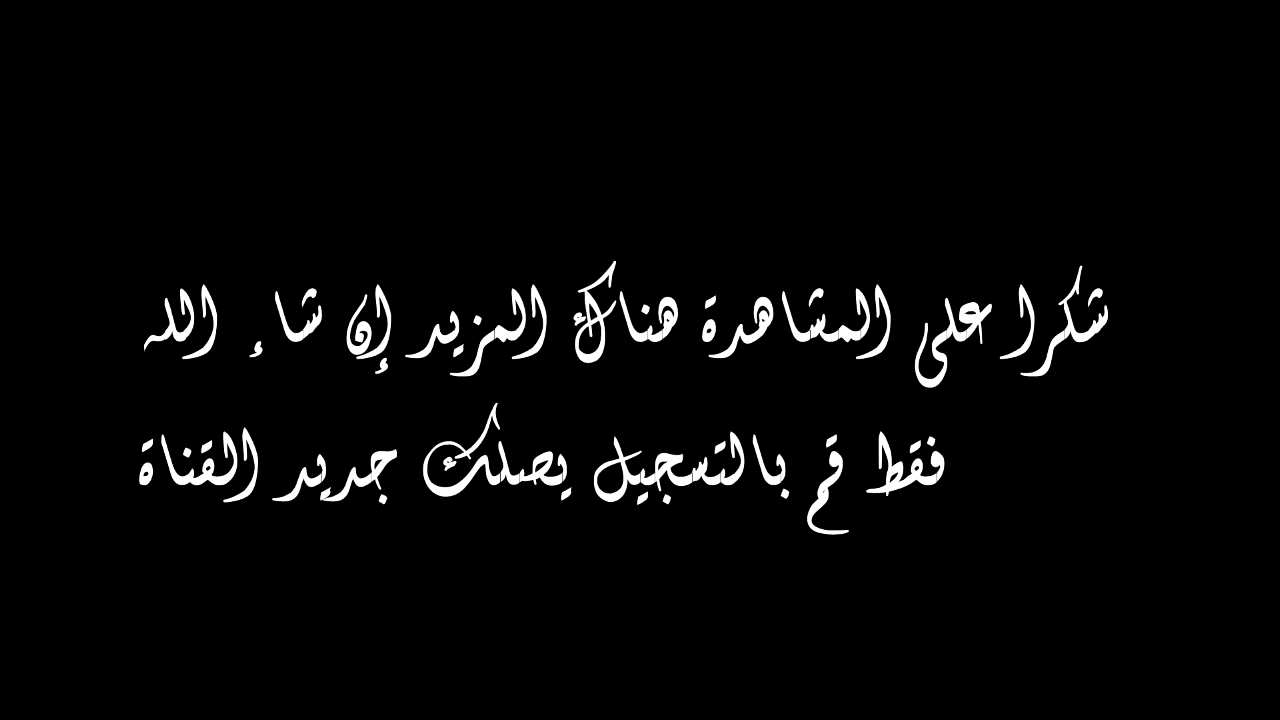 شكرا على المشاهدة هناك المزيد إن شاء الله
فقط قم بالتسجيل يصلك جديد القناة